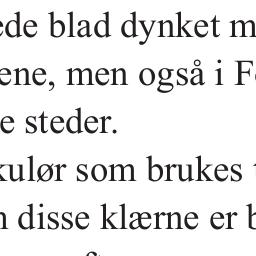 ede blad dynket m
ene, men også i F
e steder.
kulør som brukes
n disse klærne er b